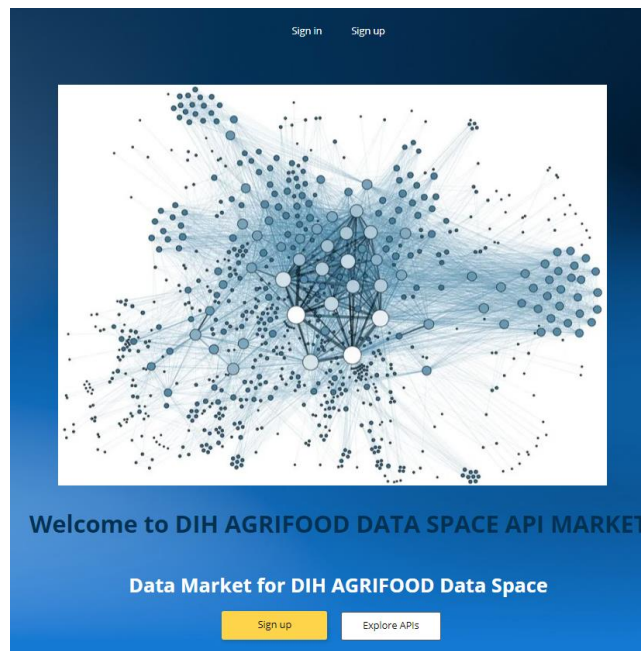 Sign in Sign up
Welcome to DIH AGRIFOOD DATA SPACE API MARKET
Data Market for DIH AGRIFOOD Data Space
Sign up Explore APIs